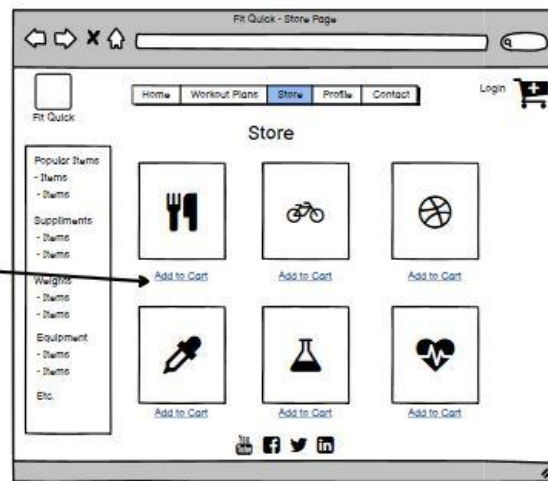 Fit Quick - Store Page
Home Workout Plans Store Profile Contact
Login
Fit Quick
Store
Popular Items
- Items
- Items
Suppliments
- Items
- Items
Weights
- Items
- Items
Equipment
- Items
- Items
Etc.
Add to Cart Add to Cart Add to Cart
Add to Cart Add to Cart Add to Cart
You Tube